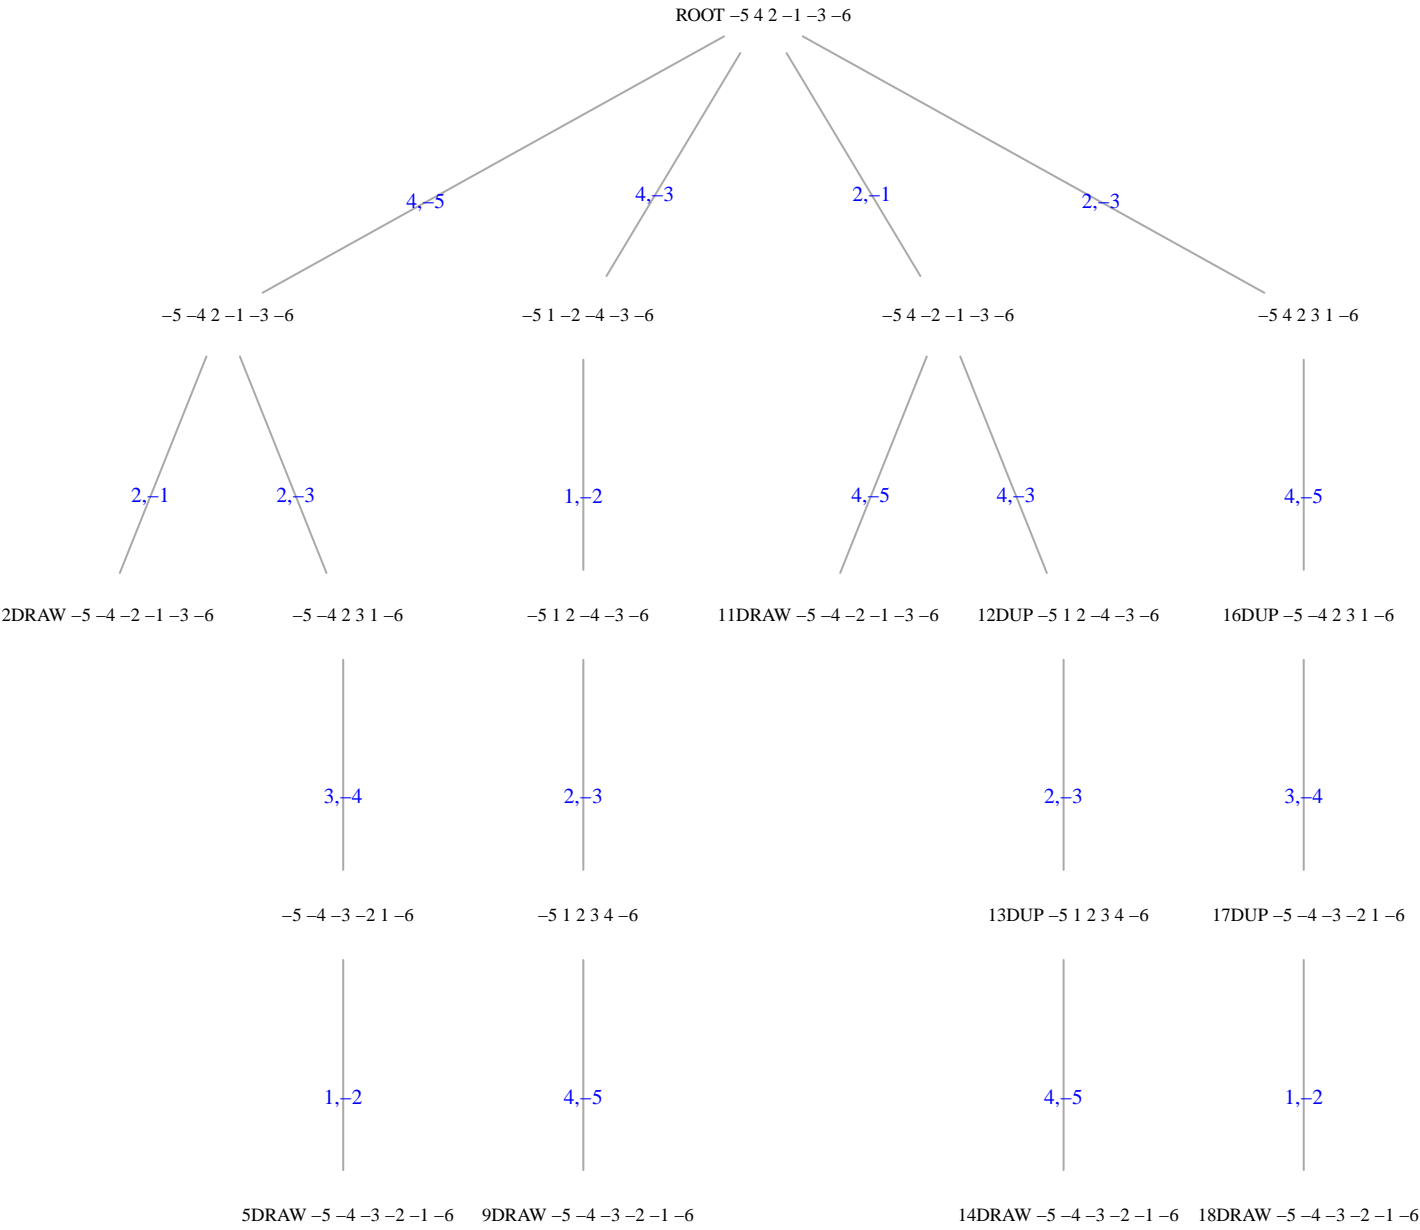 ROOT –5 4 2 –1 –3 –6
4,–5
4,–3
2,–1
2,–3
–5 –4 2 –1 –3 –6
–5 1 –2 –4 –3 –6
–5 4 –2 –1 –3 –6
–5 4 2 3 1 –6
2,–1
2,–3
1,–2
4,–5
4,–3
4,–5
2DRAW –5 –4 –2 –1 –3 –6
–5 –4 2 3 1 –6
–5 1 2 –4 –3 –6
11DRAW –5 –4 –2 –1 –3 –6
12DUP –5 1 2 –4 –3 –6
16DUP –5 –4 2 3 1 –6
3,–4
2,–3
2,–3
3,–4
–5 –4 –3 –2 1 –6
–5 1 2 3 4 –6
13DUP –5 1 2 3 4 –6
17DUP –5 –4 –3 –2 1 –6
1,–2
4,–5
4,–5
1,–2
5DRAW –5 –4 –3 –2 –1 –6
9DRAW –5 –4 –3 –2 –1 –6
14DRAW –5 –4 –3 –2 –1 –6
18DRAW –5 –4 –3 –2 –1 –6